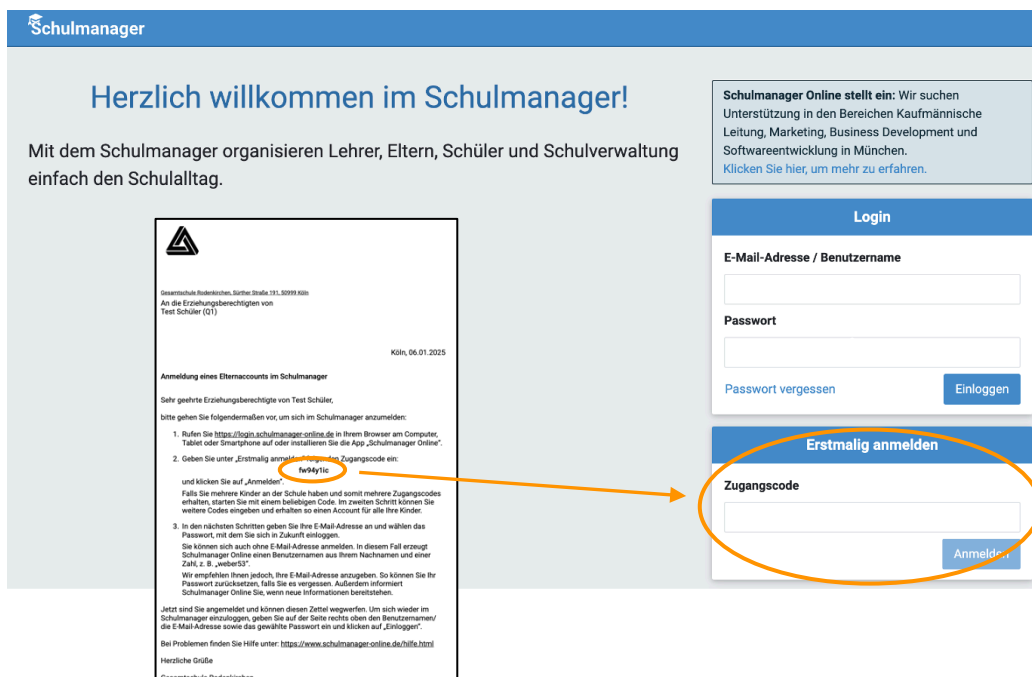 Schulmanager
Herzlich willkommen im Schulmanager!
Mit dem Schulmanager organisieren Lehrer, Eltern, Schüler und Schulverwaltung
einfach den Schulalltag.
Gesamtschule Rodenkirchen, Sürther Straße 191, 50999 Köln
An die Erziehungsberechtigten von
Test Schüler (Q1)
Köln, 06.01.2025
Anmeldung eines Elternaccounts im Schulmanager
Sehr geehrte Erziehungsberechtigte von Test Schüler,
bitte gehen Sie folgendermaßen vor, um sich im Schulmanager anzumelden:
1. Rufen Sie https://login.schulmanager-online.de in Ihrem Browser am Computer,
Tablet oder Smartphone auf oder installieren Sie die App „Schulmanager Online".
2. Geben Sie unter „Erstmalig anmelden" folgenden Zugangscode ein:
fw94y1ic
und klicken Sie auf „Anmelden".
Falls Sie mehrere Kinder an der Schule haben und somit mehrere Zugangscodes
erhalten, starten Sie mit einem beliebigen Code. Im zweiten Schritt können Sie
weitere Codes eingeben und erhalten so einen Account für alle Ihre Kinder.
3. In den nächsten Schritten geben Sie Ihre E-Mail-Adresse an und wählen das
Passwort, mit dem Sie sich in Zukunft einloggen.
Sie können sich auch ohne E-Mail-Adresse anmelden. In diesem Fall erzeugt
Schulmanager Online einen Benutzernamen aus Ihrem Nachnamen und einer
Zahl, z. B. „weber53".
Wir empfehlen Ihnen jedoch, Ihre E-Mail-Adresse anzugeben. So können Sie Ihr
Passwort zurücksetzen, falls Sie es vergessen. Außerdem informiert
Schulmanager Online Sie, wenn neue Informationen bereitstehen.
Jetzt sind Sie angemeldet und können diesen Zettel wegwerfen. Um sich wieder im
Schulmanager einzuloggen, geben Sie auf der Seite rechts oben den Benutzernamen/
die E-Mail-Adresse sowie das gewählte Passwort ein und klicken auf „Einloggen".
Bei Problemen finden Sie Hilfe unter: https://www.schulmanager-online.de/hilfe.html
Herzliche Grüße
Gesamtschule Rodenkirchen
Schulmanager Online stellt ein: Wir suchen
Unterstützung in den Bereichen Kaufmännische
Leitung, Marketing, Business Development und
Softwareentwicklung in München.
Klicken Sie hier, um mehr zu erfahren.
Login
E-Mail-Adresse / Benutzername
Passwort
Passwort vergessen
Einloggen
Erstmalig anmelden
Zugangscode
Anmelden